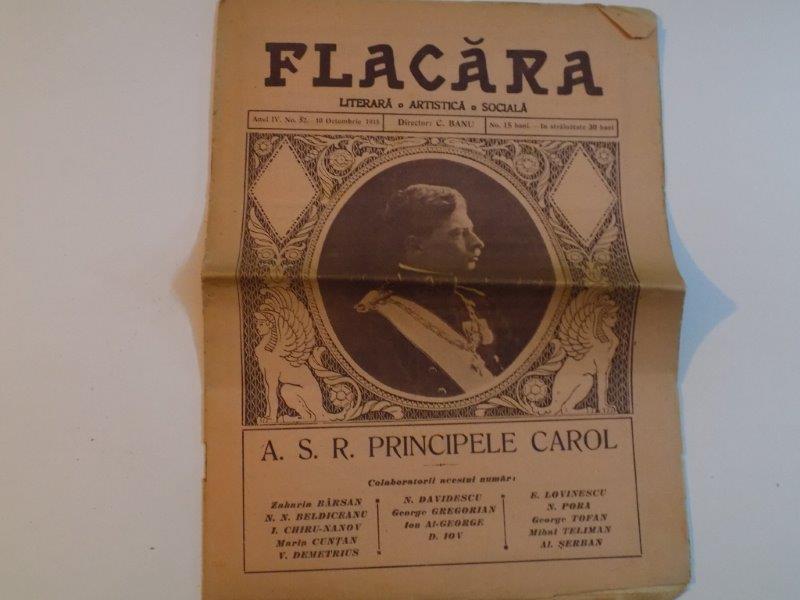 FLACĂRA
LITERARĂ • ARTISTICĂ • SOCIALĂ
Anul IV. No. 52. 10 Octombrie 1915
Director: C. BANU
No. 15 bani. – In străinătate 30 bani
A. S. R. PRINCIPELE CAROL
Colaboratorii acestui număr:
Zaharia BÂRSAN
N. N. BELDICEANU
I. CHIRU-NANOV
Maria CUNȚAN
V. DEMETRIUS
N. DAVIDESCU
George GREGORIAN
Ion Al-GEORGE
D. IOV
E. LOVINESCU
N. PORA
George TOFAN
Mihai TELIMAN
Al. ȘERBAN